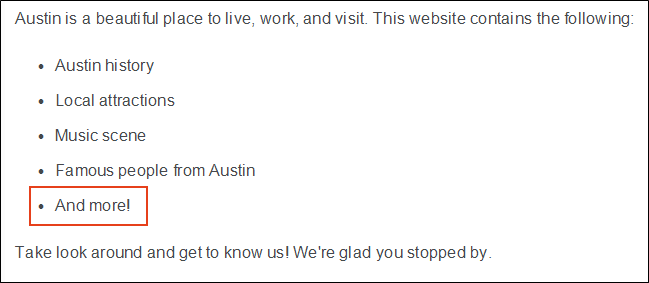 Austin is a beautiful place to live, work, and visit. This website contains the following:
• Austin history
• Local attractions
• Music scene
• Famous people from Austin
• And more!
Take look around and get to know us! We're glad you stopped by.